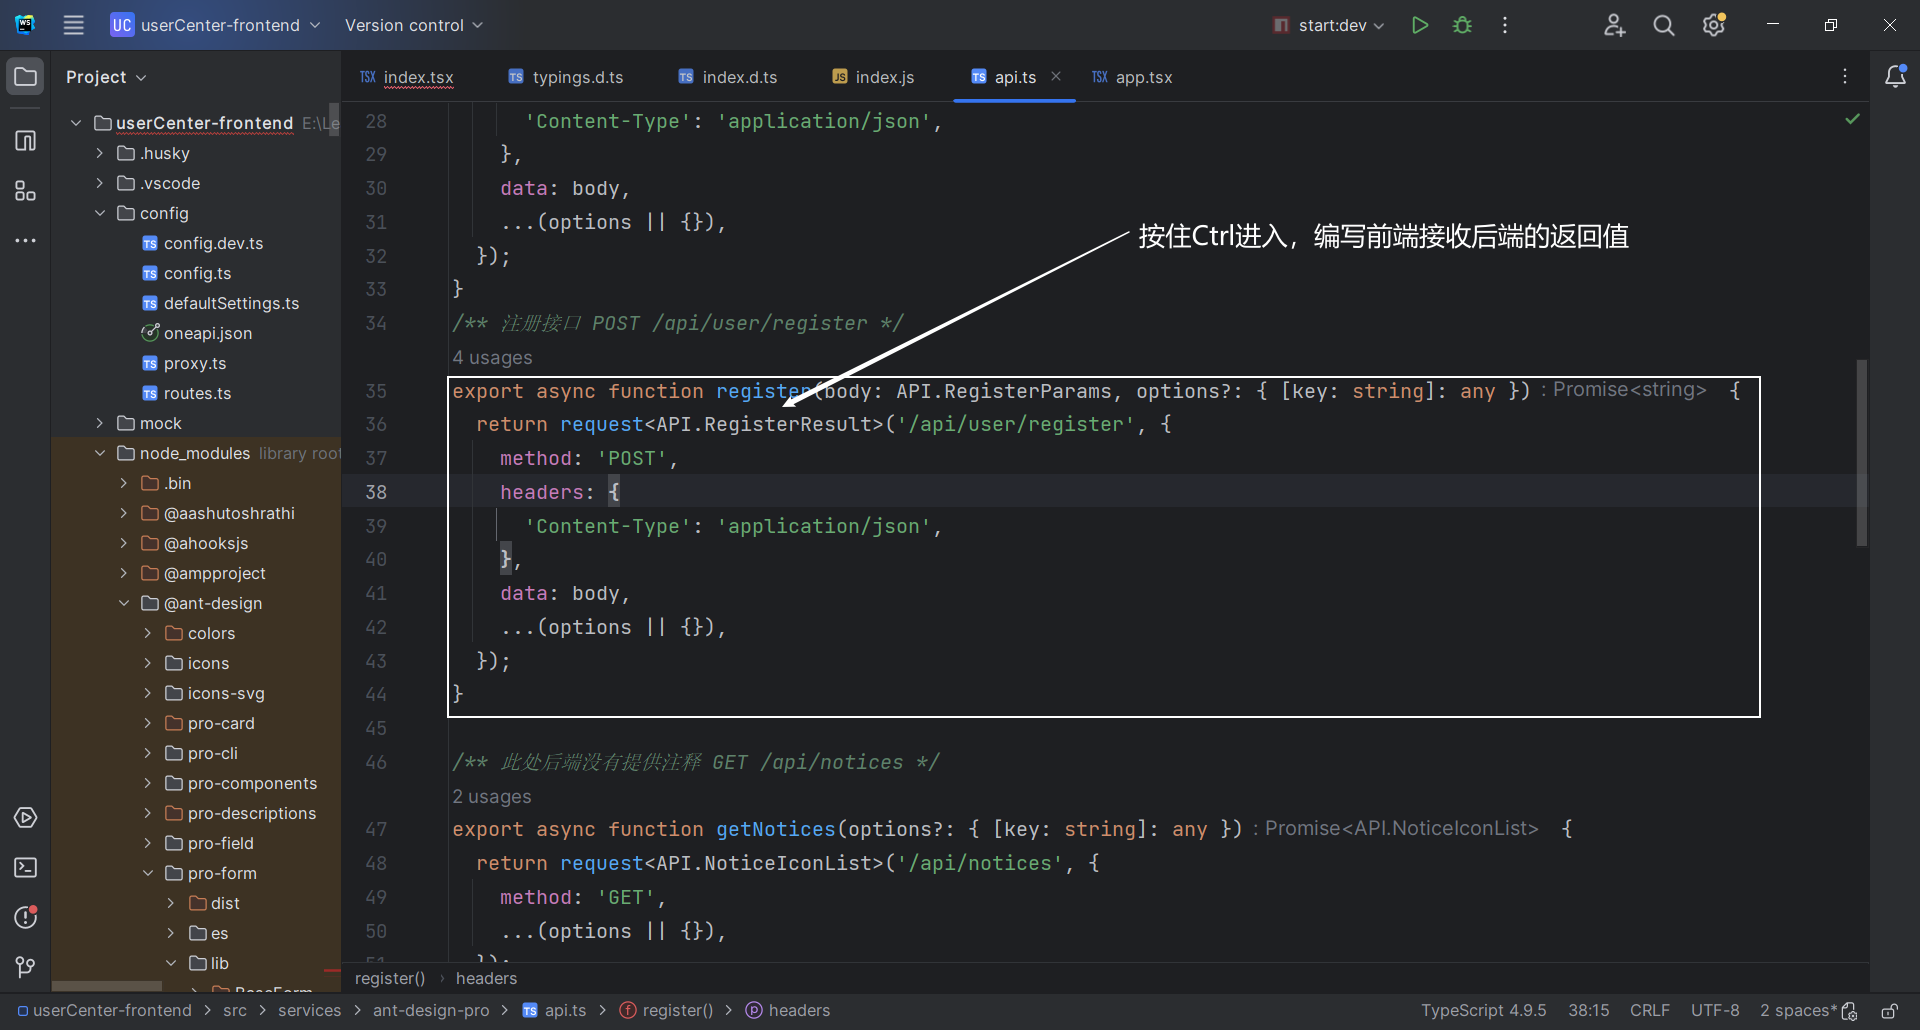 UC userCenter-frontend Version control start:dev
Project
index.tsx typings.d.ts index.d.ts index.js api.ts app.tsx
userCenter-frontend E:\Le
.husky
.vscode
config
config.dev.ts
config.ts
defaultSettings.ts
oneapi.json
proxy.ts
routes.ts
mock
node_modules library root
.bin
@aashutoshrathi
@ahooksjs
@ampproject
@ant-design
colors
icons
icons-svg
pro-card
pro-cli
pro-components
pro-descriptions
pro-field
pro-form
dist
es
lib
BaseForm
28 'Content-Type': 'application/json',
29 },
30 data: body,
31 ...(options || {}),
32 });
33 }
34 /** 注册接口 POST /api/user/register */
4 usages
35 export async function register(body: API.RegisterParams, options?: { [key: string]: any }) : Promise<string> {
36 return request<API.RegisterResult>('/api/user/register', {
37 method: 'POST',
38 headers: {
39 'Content-Type': 'application/json',
40 },
41 data: body,
42 ...(options || {}),
43 });
44 }
45
46 /** 此处后端没有提供注释 GET /api/notices */
2 usages
47 export async function getNotices(options?: { [key: string]: any }) : Promise<API.NoticeIconList> {
48 return request<API.NoticeIconList>('/api/notices', {
49 method: 'GET',
50 ...(options || {}),
51 });
按住Ctrl进入，编写前端接收后端的返回值
register() › headers
userCenter-frontend > src > services > ant-design-pro > api.ts > register() > headers
TypeScript 4.9.5 38:15 CRLF UTF-8 2 spaces*